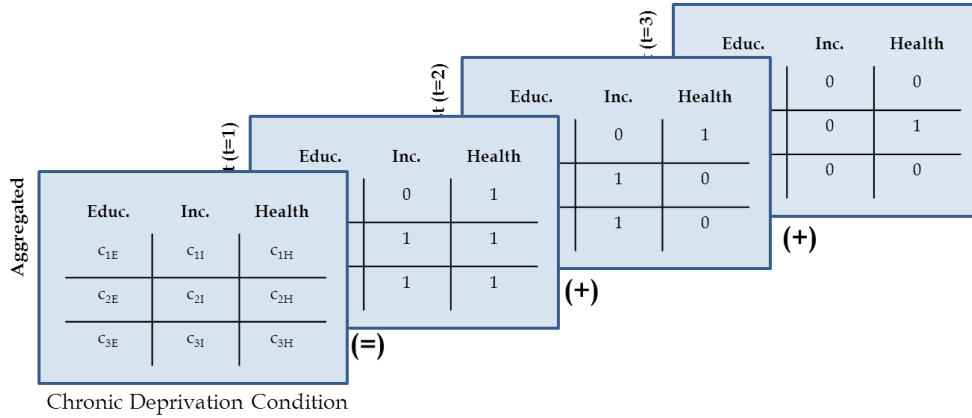 t (t=3)
Educ. Inc. Health
0 0
0 1
0 0
(+)
t (t=2)
Educ. Inc. Health
0 1
1 0
1 0
(+)
t (t=1)
Educ. Inc. Health
0 1
1 1
1 1
(=)
Aggregated
Educ. Inc. Health
c1E c1I c1H
c2E c2I c2H
c3E c3I c3H
Chronic Deprivation Condition